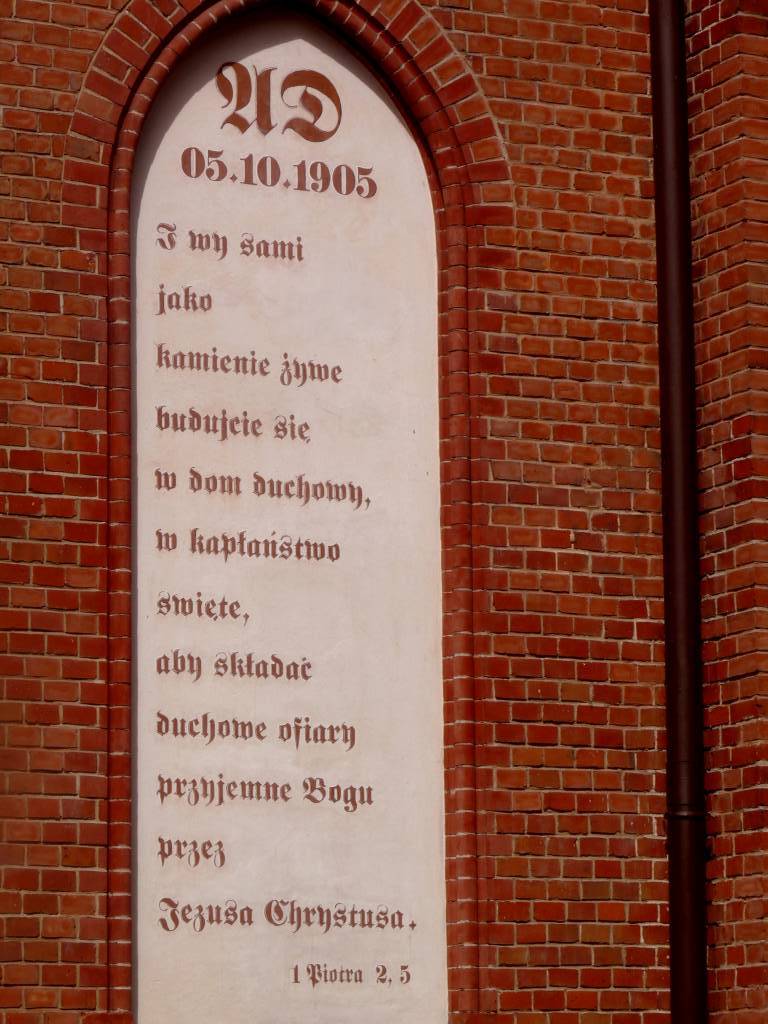 AD
05.10.1905
I wy sami
jako
kamienie żywe
budujcie się
w dom duchowy,
w kapłaństwo
święte,
aby składać
duchowe ofiary
przyjemne Bogu
przez
Jezusa Chrystusa.
1 Piotra 2, 5